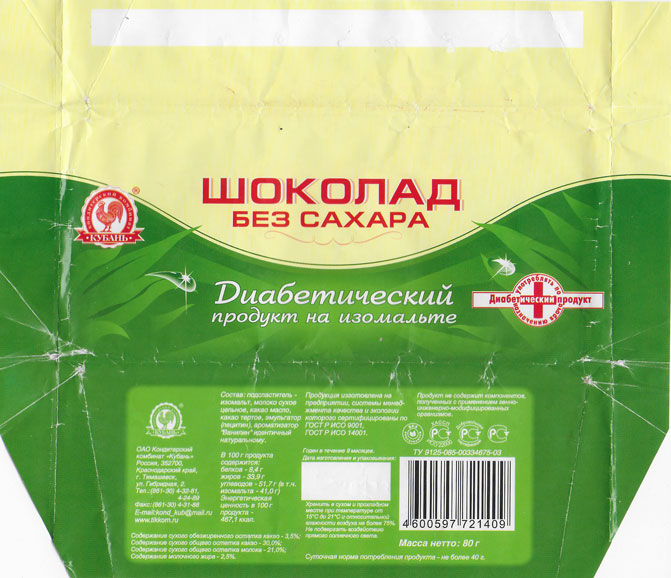 ШОКОЛАД
БЕЗ САХАРА
КОНДИТЕРСКИЙ КОМБИНАТ
КУБАНЬ
Диабетический
продукт на изомальте
употреблять по
Диабетический продукт
назначению врача
КУБАНЬ
ОАО Кондитерский
комбинат «Кубань»
Россия, 352700,
Краснодарский край,
г. Тимашевск,
ул. Гибридная, 2.
Тел.:(861-30) 4-32-81,
4-24-89
Факс: (861-30) 4-31-88
E-mail:kond_kub@mail.ru
www.tikkom.ru
Состав: подсластитель -
изомальт, молоко сухое
цельное, какао масло,
какао тертое, эмульгатор
(лецитин), ароматизатор
"Ванилин" идентичный
натуральному.
В 100 г продукта
содержится:
белков - 8,4 г
жиров - 33,9 г
углеводов - 51,7 г (в т.ч.
изомальта - 41,0 г)
Энергетическая
ценность в 100 г
продукта -
467,1 ккал.
Содержание сухого обезжиренного остатка какао - 3,5%;
Содержание сухого общего остатка какао - 30,0%;
Содержание сухого общего остатка молока - 21,0%;
Содержание молочного жира - 2,5%.
Продукция изготовлена на
предприятии, системы менед-
жмента качества и экологии
которого сертифицированы по
ГОСТ Р ИСО 9001,
ГОСТ Р ИСО 14001.
Годен в течение 9 месяцев.
Дата изготовления и упаковывания:
Хранить в сухом и прохладном
месте при температуре от
15°C до 21°C и относительной
влажности воздуха не более 75%.
Не подвергать воздействию
прямого солнечного света.
Суточная норма потребления продукта - не более 40 г.
Продукт не содержит компонентов,
полученных с применением генно-
инженерно-модифицированных
организмов.
ТУ 9125-085-00334675-03
4 600597 721409
Масса нетто: 80 г